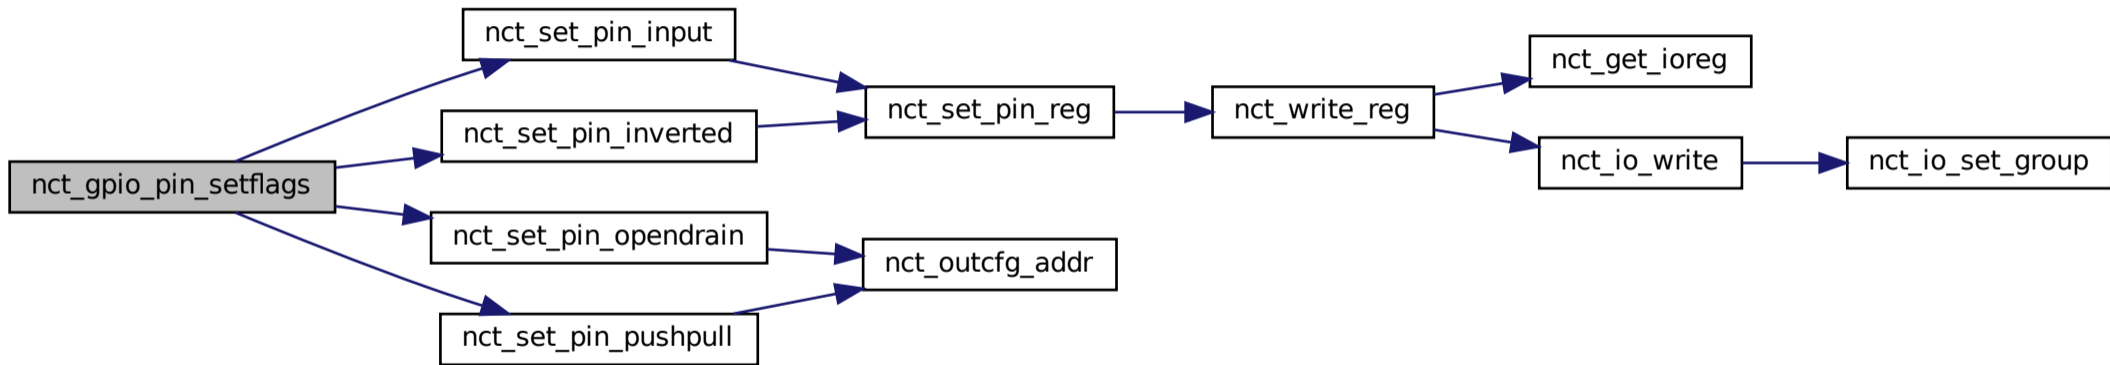 nct_gpio_pin_setflags
nct_set_pin_input
nct_set_pin_inverted
nct_set_pin_opendrain
nct_set_pin_pushpull
nct_set_pin_reg
nct_outcfg_addr
nct_write_reg
nct_get_ioreg
nct_io_write
nct_io_set_group